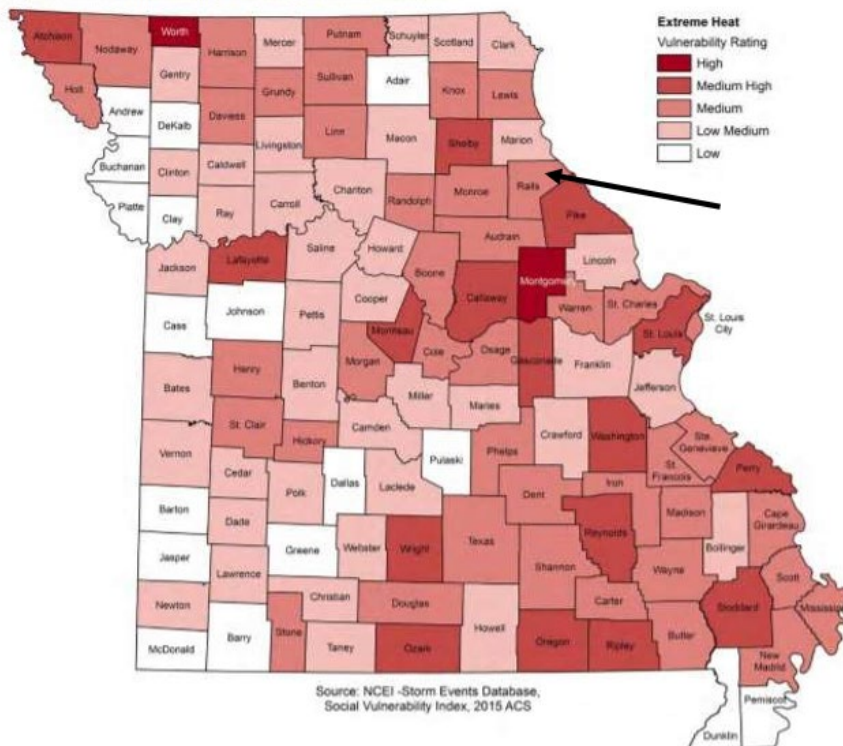 Extreme Heat
Vulnerability Rating
High
Medium High
Medium
Low Medium
Low
Atchison
Nodaway
Worth
Harrison
Mercer
Putnam
Schuyler
Scotland
Clark
Holt
Gentry
Grundy
Sullivan
Adair
Knox
Lewis
Andrew
DeKalb
Daviess
Linn
Macon
Shelby
Marion
Buchanan
Clinton
Caldwell
Livingston
Chariton
Randolph
Monroe
Ralls
Platte
Clay
Ray
Carroll
Pike
Audrain
Jackson
Lafayette
Saline
Howard
Boone
Callaway
Montgomery
Lincoln
Cass
Johnson
Pettis
Cooper
Moniteau
Warren
St. Charles
St. Louis
St. Louis
City
Henry
Benton
Morgan
Cole
Osage
Gasconade
Franklin
Jefferson
Bates
Miller
Maries
St. Clair
Hickory
Camden
Pulaski
Phelps
Crawford
Washington
Ste.
Genevieve
St.
Francois
Perry
Vernon
Cedar
Polk
Dallas
Laclede
Dent
Iron
Madison
Cape
Girardeau
Barton
Dade
Greene
Webster
Wright
Texas
Reynolds
Bollinger
Jasper
Lawrence
Shannon
Wayne
Scott
Newton
Christian
Douglas
Carter
Stoddard
Mississippi
McDonald
Barry
Stone
Taney
Ozark
Howell
Oregon
Ripley
Butler
New
Madrid
Pemiscot
Dunklin
Source: NCEI -Storm Events Database,
Social Vulnerability Index, 2015 ACS